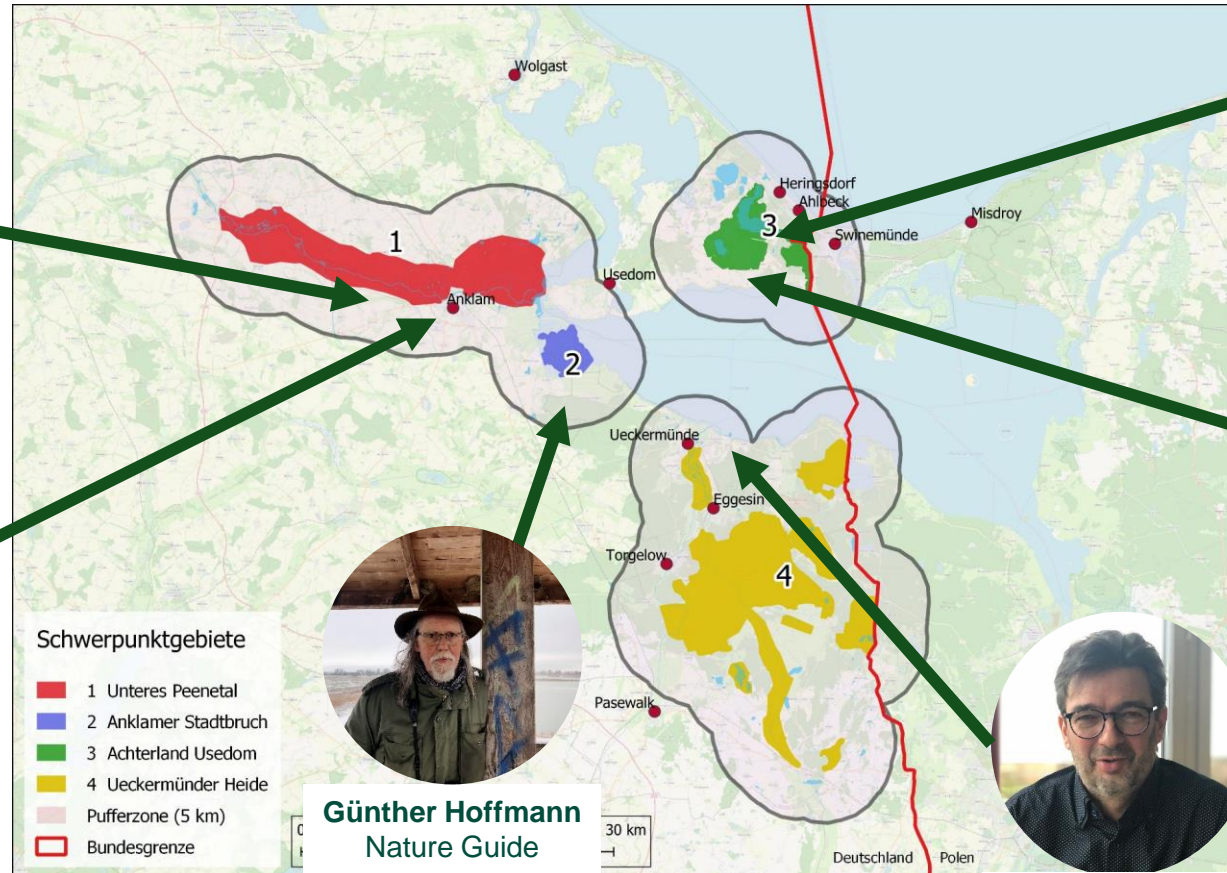 Wolgast
Heringsdorf
Ahlbeck
3
Misdroy
Swinemünde
1
Usedom
Anklam
2
Ueckermünde
Eggesin
Torgelow
4
Pasewalk
Schwerpunktgebiete
1 Unteres Peenetal
2 Anklamer Stadtbruch
3 Achterland Usedom
4 Ueckermünder Heide
Pufferzone (5 km)
Bundesgrenze
Günther Hoffmann
Nature Guide
0
30 km
Deutschland Polen